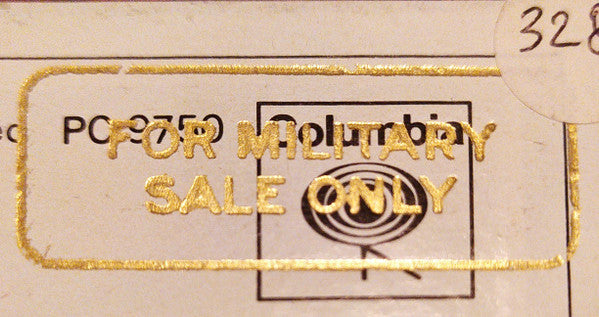 328
PC 9750
Columbia
FOR MILITARY
SALE ONLY